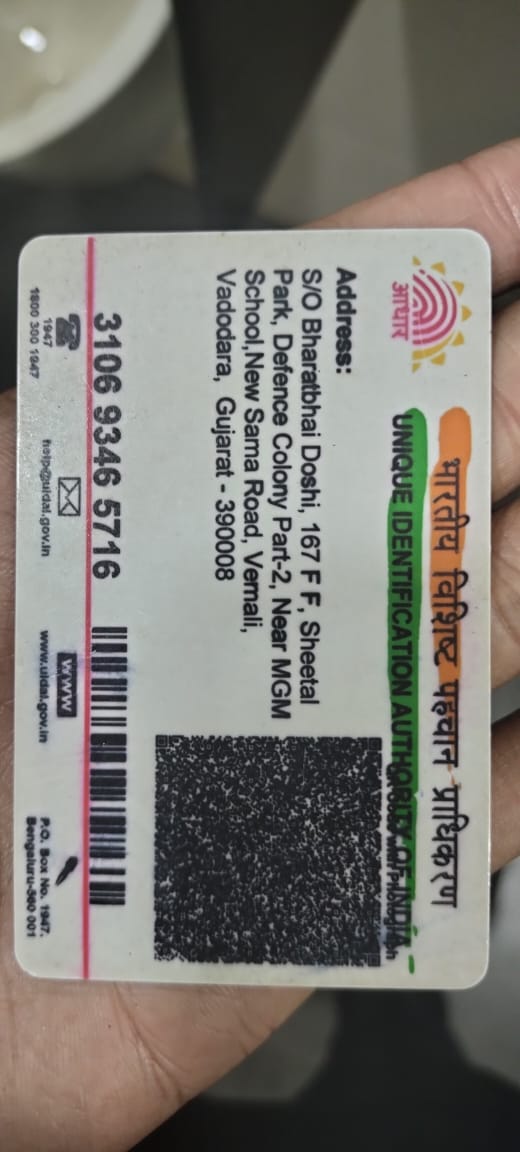 आधार
भारतीय विशिष्ट पहचान प्राधिकरण
UNIQUE IDENTIFICATION AUTHORITY OF INDIA
Address:
S/O Bharatbhai Doshi, 167 F F, Sheetal
Park, Defence Colony Part-2, Near MGM
School,New Sama Road, Vemali,
Vadodara, Gujarat - 390008
3106 9346 5716
1947
1800 300 1947
help@uidai.gov.in
WWW
www.uidai.gov.in
P.O. Box No. 1947,
Bengaluru-560 001